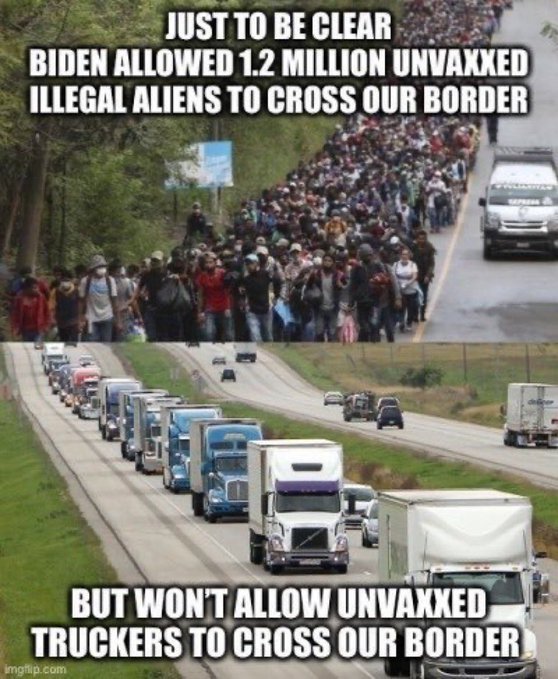 JUST TO BE CLEAR
BIDEN ALLOWED 1.2 MILLION UNVAXXED
ILLEGAL ALIENS TO CROSS OUR BORDER
BUT WON'T ALLOW UNVAXXED
TRUCKERS TO CROSS OUR BORDER
imgflip.com